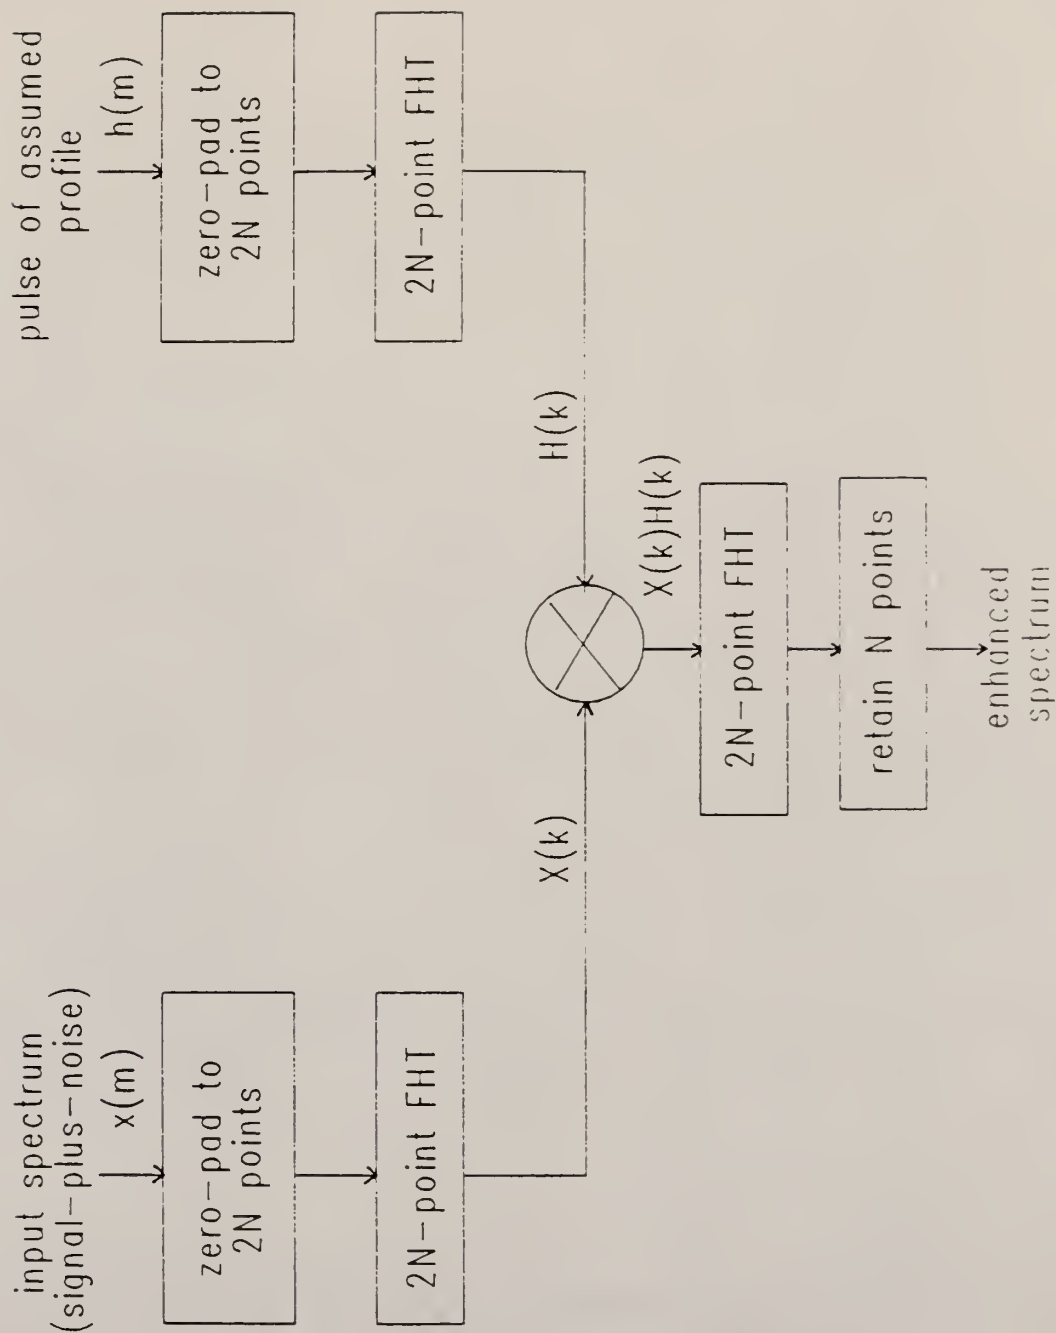 input spectrum
(signal-plus-noise)
x(m)
zero-pad to
2N points
2N-point FHT
X(k)
pulse of assumed
profile
h(m)
zero-pad to
2N points
2N-point FHT
H(k)
X(k)H(k)
2N-point FHT
retain N points
enhanced
spectrum